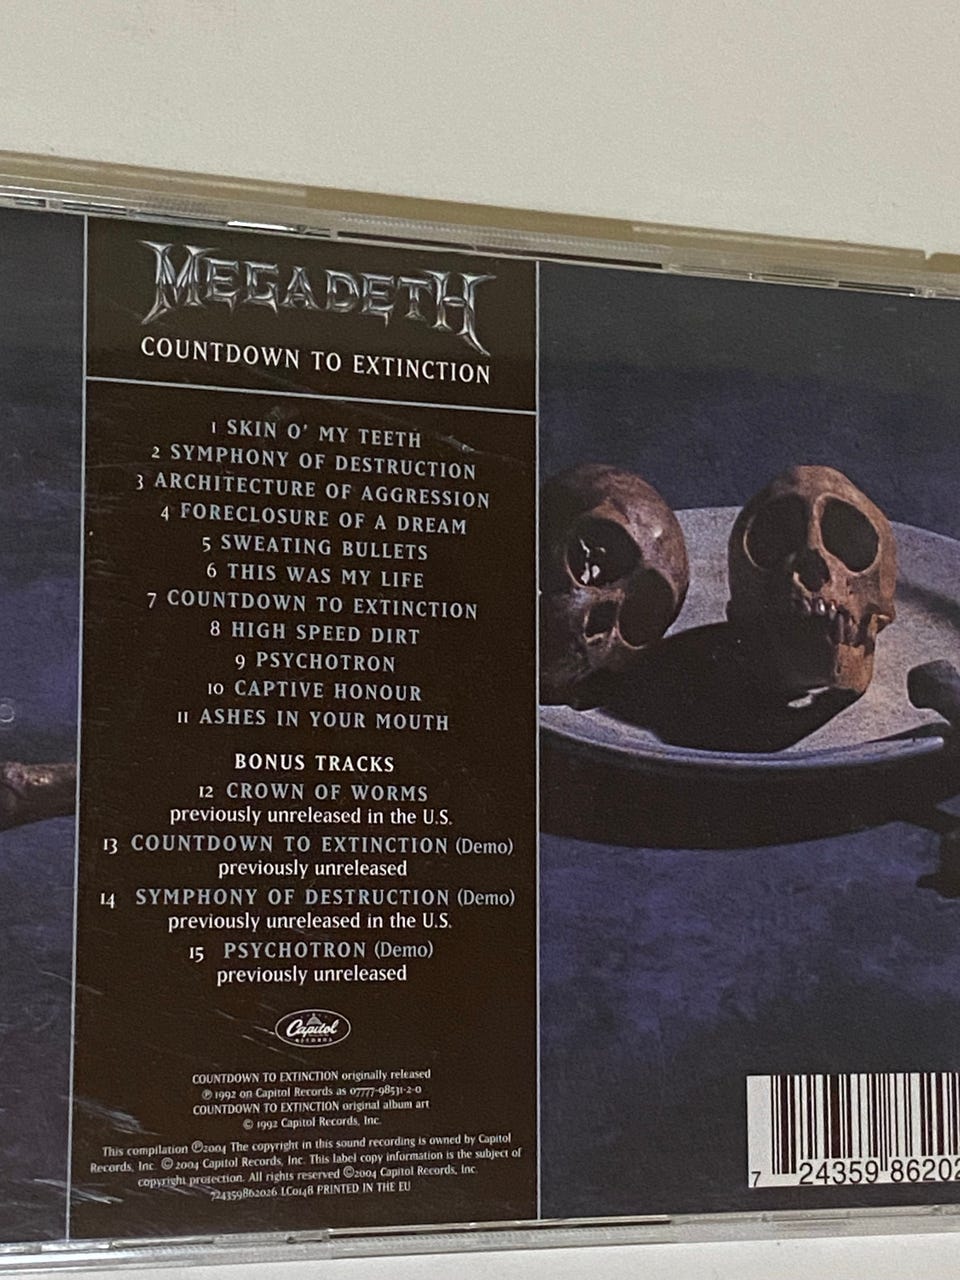 MEGADETH
COUNTDOWN TO EXTINCTION
1 SKIN O' MY TEETH
2 SYMPHONY OF DESTRUCTION
3 ARCHITECTURE OF AGGRESSION
4 FORECLOSURE OF A DREAM
5 SWEATING BULLETS
6 THIS WAS MY LIFE
7 COUNTDOWN TO EXTINCTION
8 HIGH SPEED DIRT
9 PSYCHOTRON
10 CAPTIVE HONOUR
11 ASHES IN YOUR MOUTH
BONUS TRACKS
12 CROWN OF WORMS
previously unreleased in the U.S.
13 COUNTDOWN TO EXTINCTION (Demo)
previously unreleased
14 SYMPHONY OF DESTRUCTION (Demo)
previously unreleased in the U.S.
15 PSYCHOTRON (Demo)
previously unreleased
Capitol
RECORDS
COUNTDOWN TO EXTINCTION originally released
℗ 1992 on Capitol Records as 07777-98531-2-0
COUNTDOWN TO EXTINCTION original album art
© 1992 Capitol Records, Inc.
This compilation ℗2004 The copyright in this sound recording is owned by Capitol
Records, Inc. © 2004 Capitol Records, Inc. This label copy information is the subject of
copyright protection. All rights reserved ©2004 Capitol Records, Inc.
724359862026 LC0148 PRINTED IN THE EU
7 24359 86202